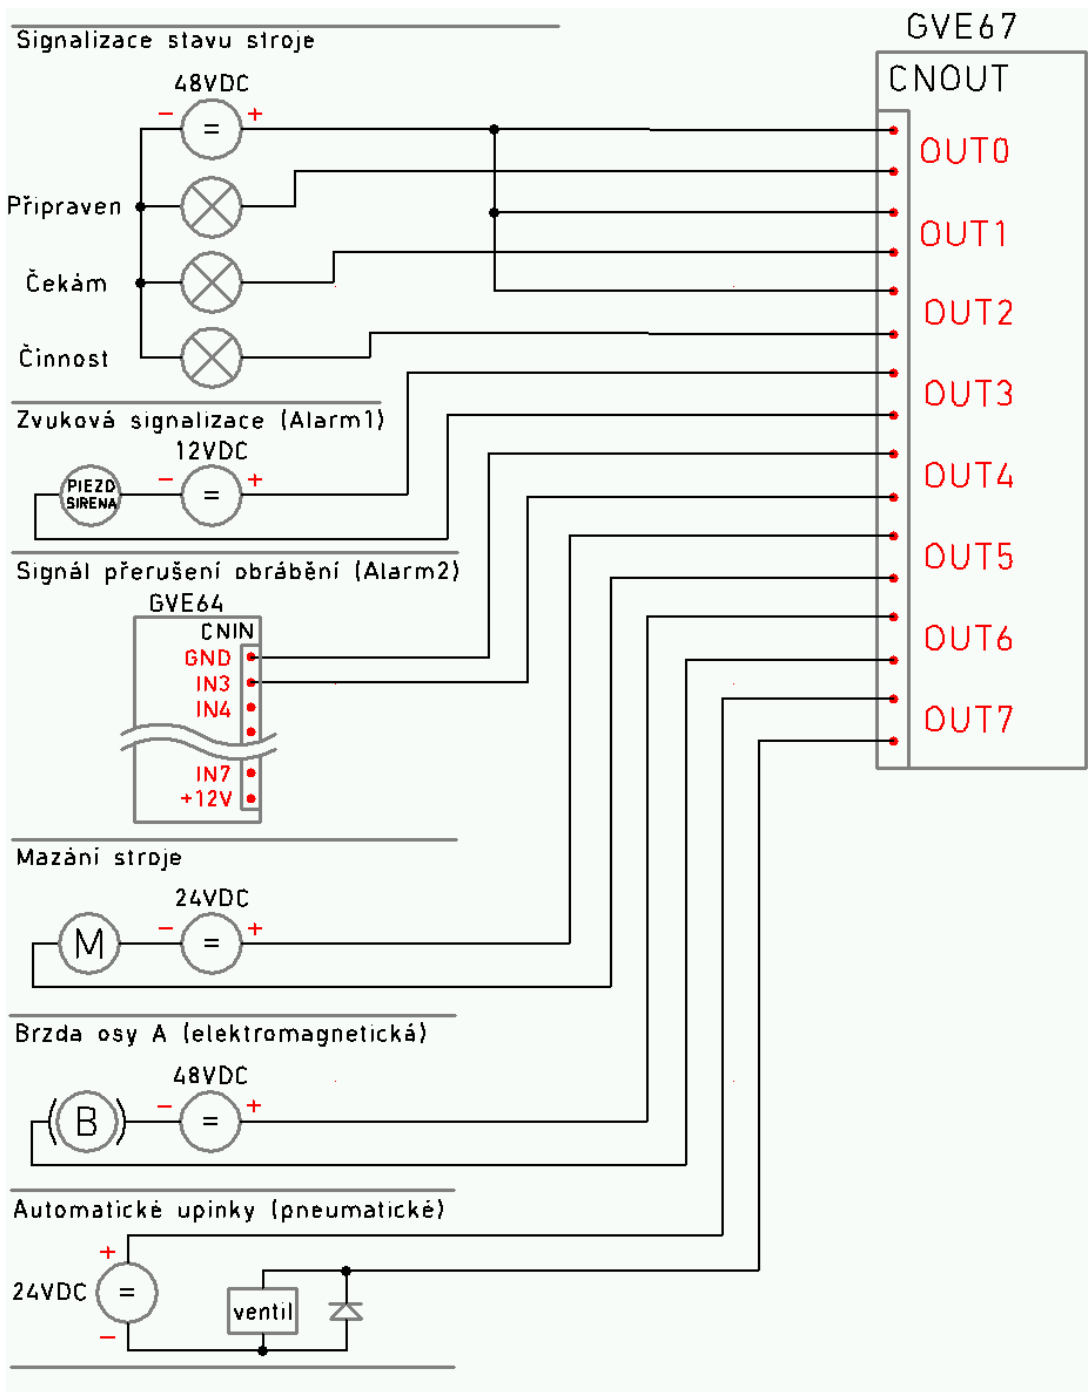 GVE67
CNOUT
OUT0
OUT1
OUT2
OUT3
OUT4
OUT5
OUT6
OUT7
Signalizace stavu stroje
48VDC
- = +
Připraven
Čekám
Činnost
Zvuková signalizace (Alarm1)
12VDC
PIEZO
SIRENA
- = +
Signál přerušení obrábění (Alarm2)
GVE64
CNIN
GND
IN3
IN4
IN7
+12V
Mazání stroje
24VDC
M - = +
Brzda osy A (elektromagnetická)
48VDC
(B) - = +
Automatické upínky (pneumatické)
+
24VDC =
-
ventil